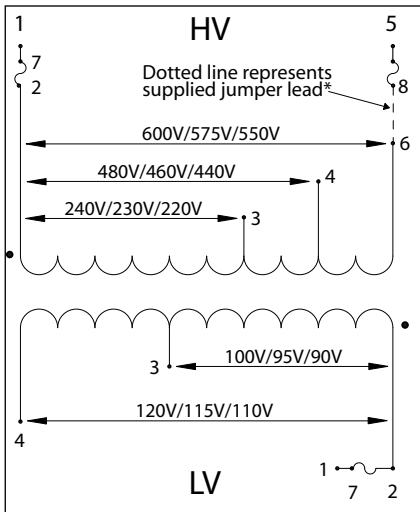 1 HV 5
7
2
Dotted line represents
supplied jumper lead*
8
600V/575V/550V
6
480V/460V/440V
4
240V/230V/220V
3
3
100V/95V/90V
120V/115V/110V
4
LV
1
7 2